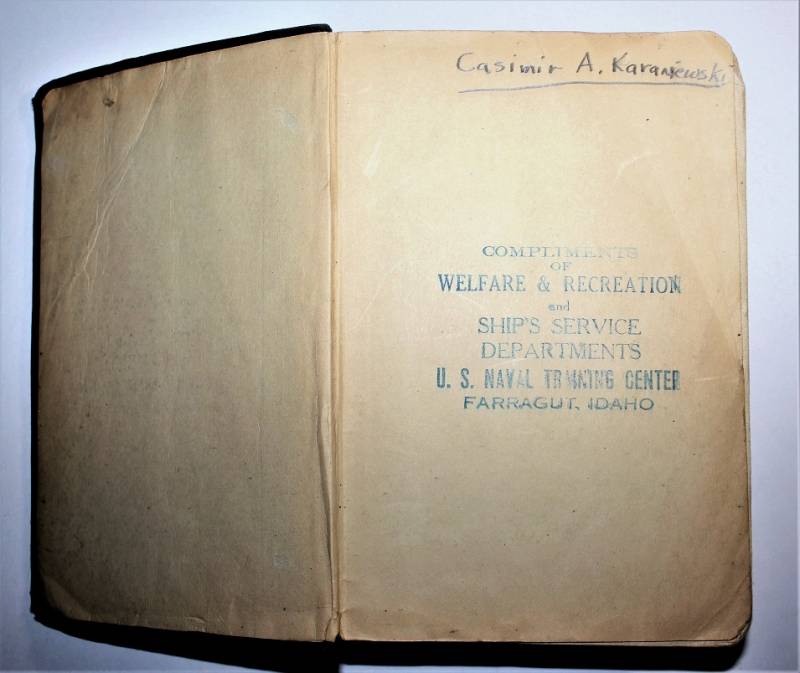 Casimir A. Karaniewski
COMPLIMENTS
OF
WELFARE & RECREATION
and
SHIP'S SERVICE
DEPARTMENTS
U. S. NAVAL TRAINING CENTER
FARRAGUT, IDAHO